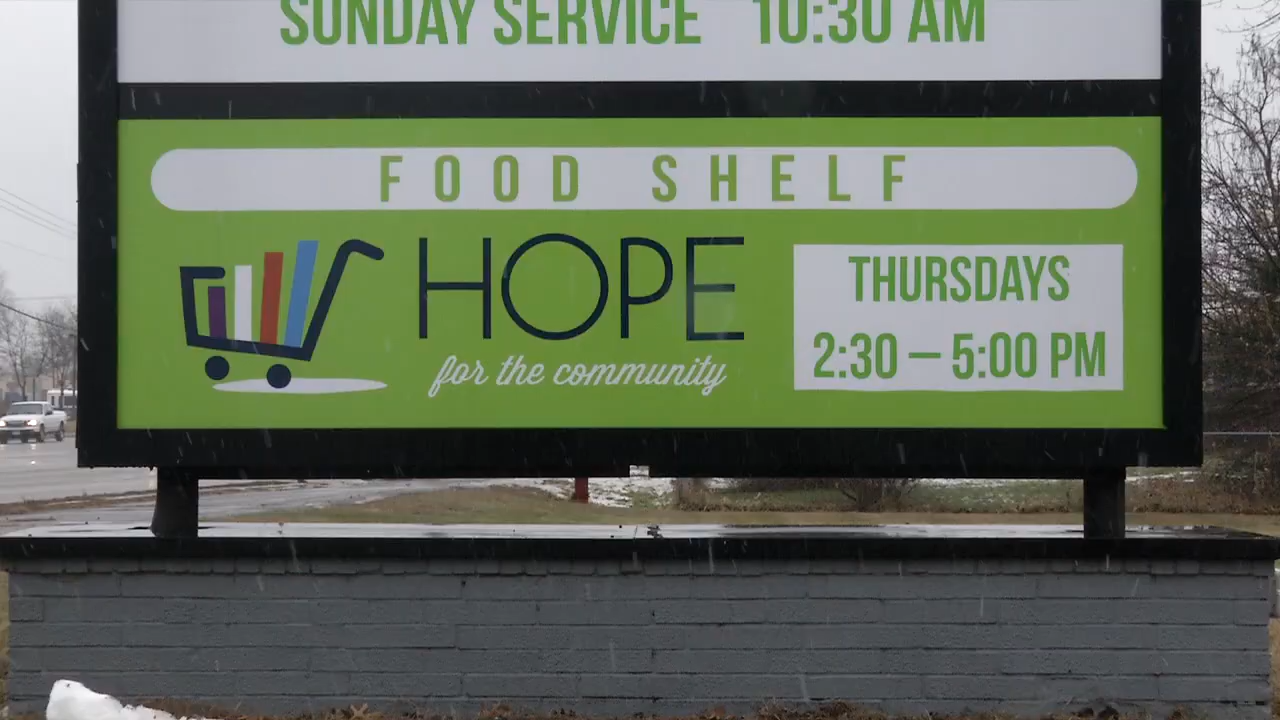 SUNDAY SERVICE 10:30 AM
FOOD SHELF
HOPE
for the community
THURSDAYS
2:30 – 5:00 PM